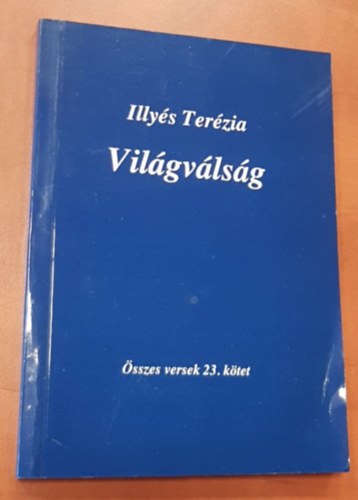 Illyés Terézia
Világválság
Összes versek 23. kötet